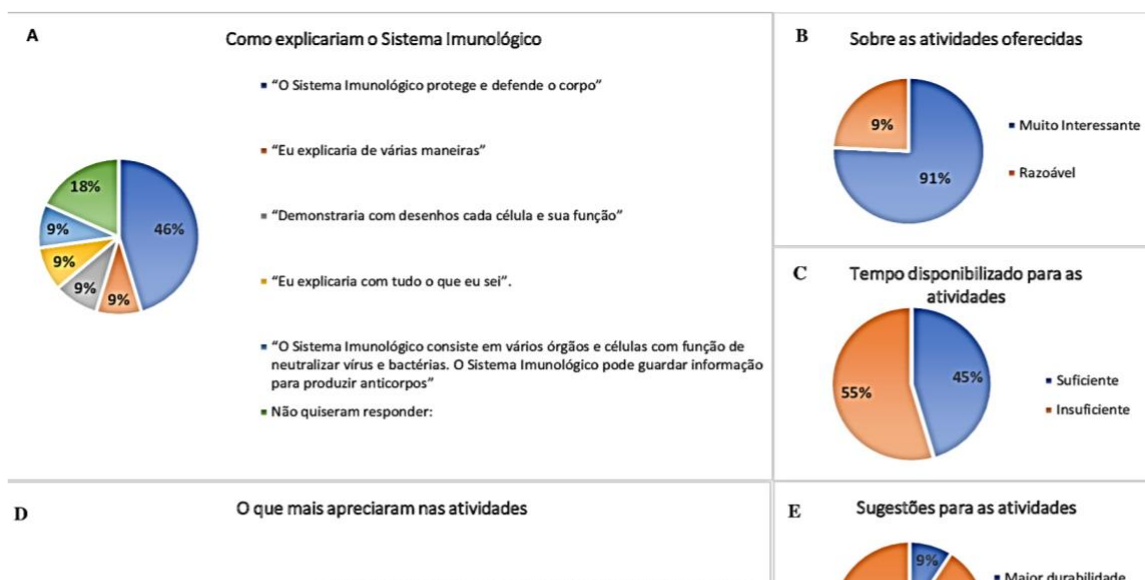 A
Como explicariam o Sistema Imunológico
"O Sistema Imunológico protege e defende o corpo"
"Eu explicaria de várias maneiras"
"Demonstraria com desenhos cada célula e sua função"
"Eu explicaria com tudo o que eu sei".
"O Sistema Imunológico consiste em vários órgãos e células com função de
neutralizar vírus e bactérias. O Sistema Imunológico pode guardar informação
para produzir anticorpos"
Não quiseram responder:
18%
46%
9%
9%
9%
9%
B
Sobre as atividades oferecidas
9%
91%
Muito Interessante
Razoável
C
Tempo disponibilizado para as
atividades
45%
55%
Suficiente
Insuficiente
D
O que mais apreciaram nas atividades
E
Sugestões para as atividades
9%
Maior durabilidade